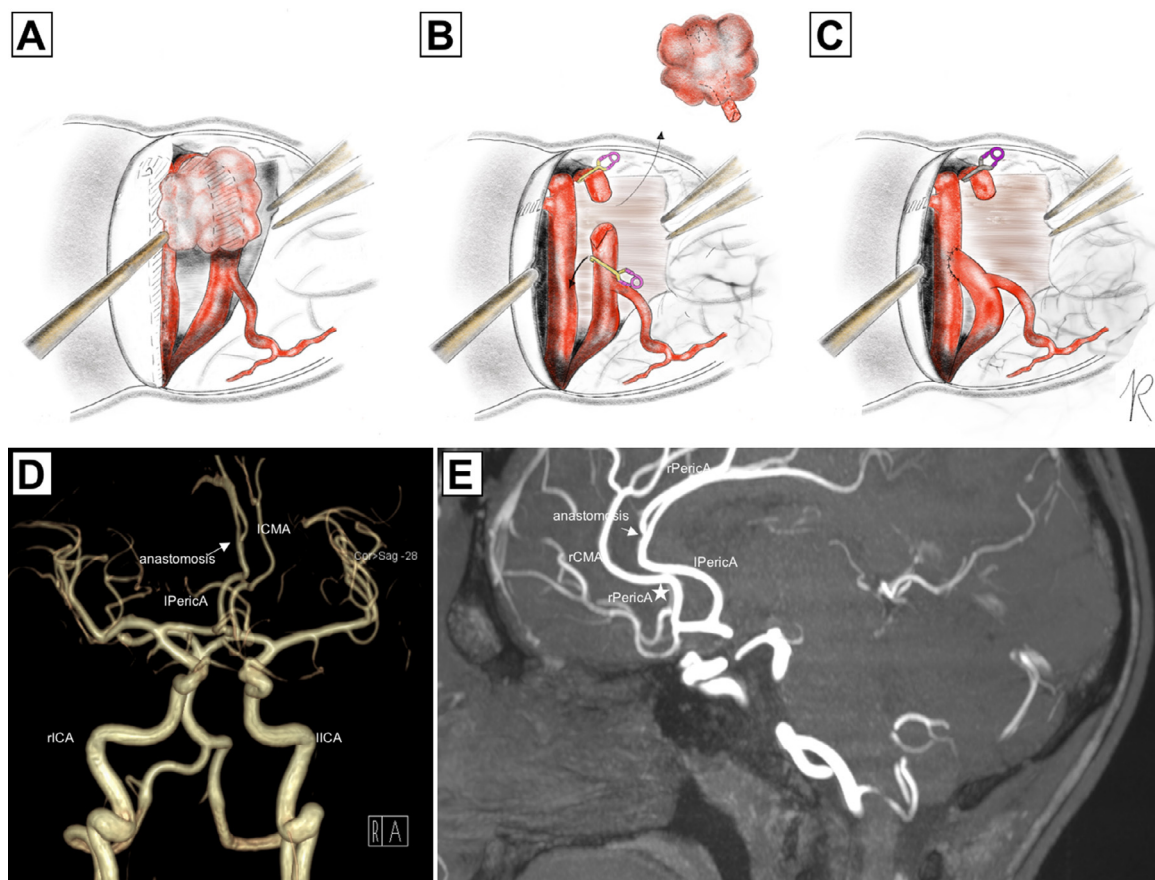 A
B
C
D
lCMA
anastomosis
Cor>Sag -28
lPericA
rICA
lICA
R A
E
rPericA
anastomosis
rCMA
lPericA
rPericA